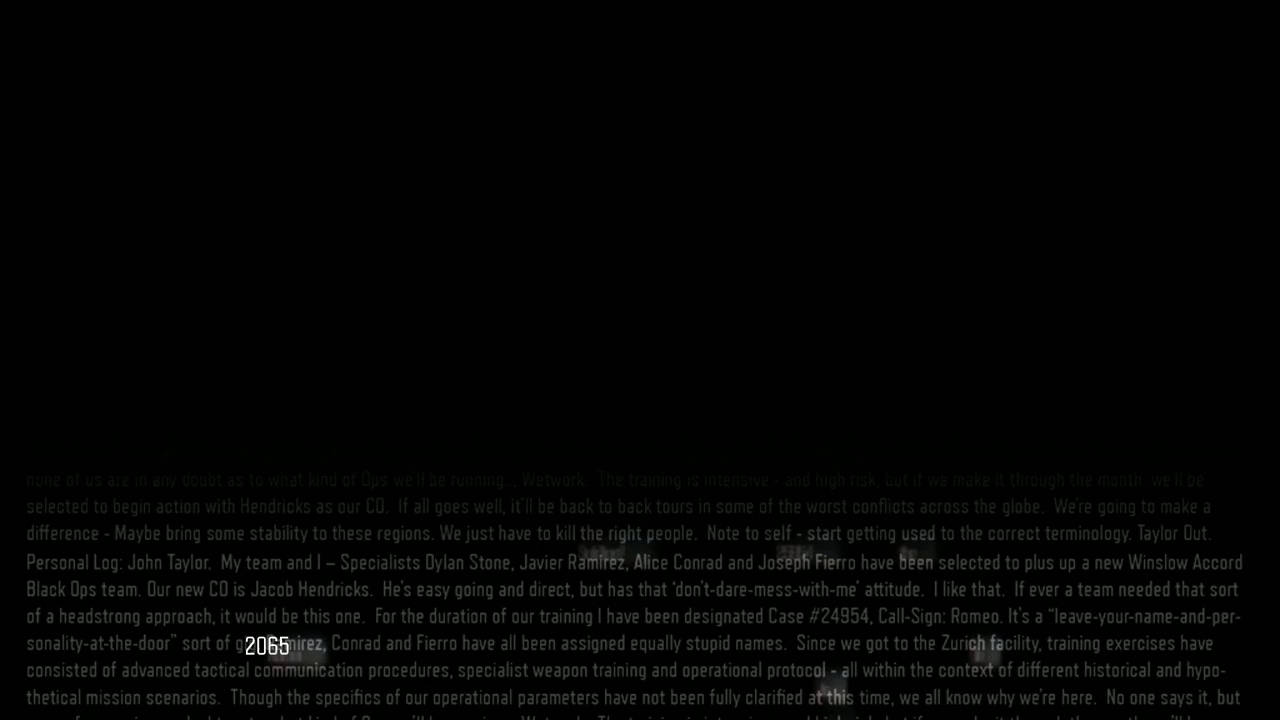 none of us are in any doubt as to what kind of Ops we'll be running... Wetwork. The training is intensive - and high risk, but if we make it through the month, we'll be
selected to begin action with Hendricks as our CO. If all goes well, it'll be back to back tours in some of the worst conflicts across the globe. We're going to make a
difference - Maybe bring some stability to these regions. We just have to kill the right people. Note to self - start getting used to the correct terminology. Taylor Out.
Personal Log: John Taylor. My team and I – Specialists Dylan Stone, Javier Ramirez, Alice Conrad and Joseph Fierro have been selected to plus up a new Winslow Accord
Black Ops team. Our new CO is Jacob Hendricks. He's easy going and direct, but has that 'don't-dare-mess-with-me' attitude. I like that. If ever a team needed that sort
of a headstrong approach, it would be this one. For the duration of our training I have been designated Case #24954, Call-Sign: Romeo. It's a “leave-your-name-and-per-
sonality-at-the-door” sort of 2065 Ramirez, Conrad and Fierro have all been assigned equally stupid names. Since we got to the Zurich facility, training exercises have
consisted of advanced tactical communication procedures, specialist weapon training and operational protocol - all within the context of different historical and hypo-
thetical mission scenarios. Though the specifics of our operational parameters have not been fully clarified at this time, we all know why we're here. No one says it, but